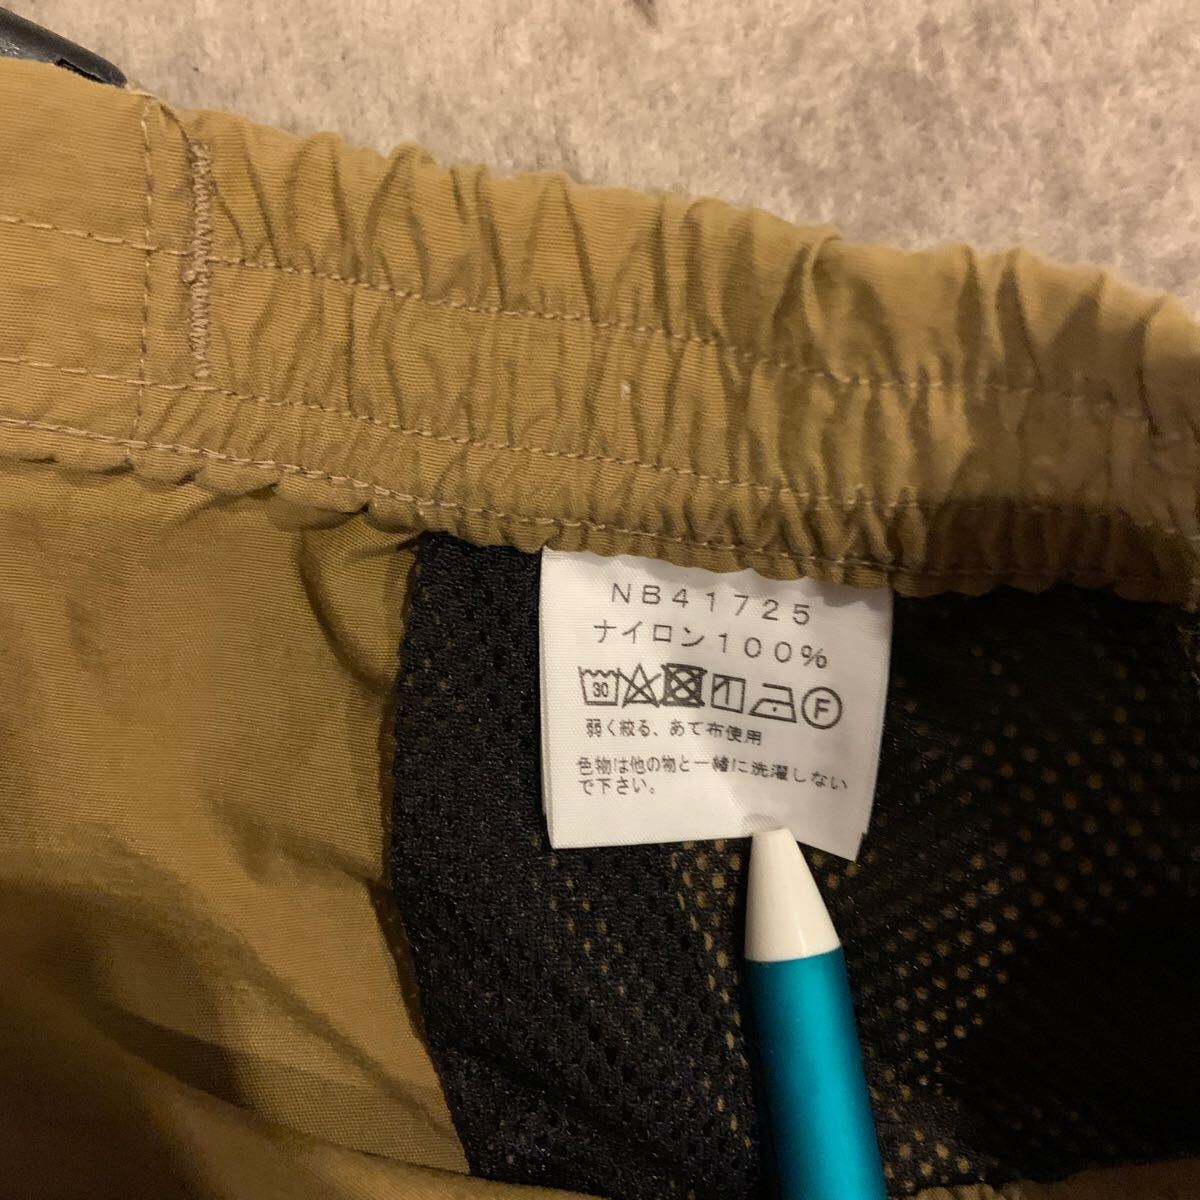 NB41725
ナイロン100%
30 F
弱く絞る、あて布使用
色物は他の物と一緒に洗濯しない
で下さい。